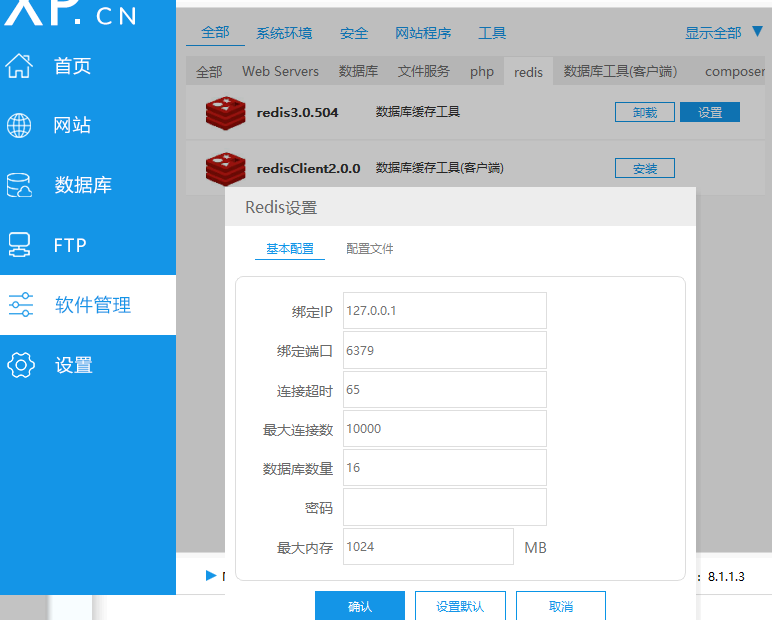 XP.CN
首页
网站
数据库
FTP
软件管理
设置
全部 系统环境 安全 网站程序 工具 显示全部
全部 Web Servers 数据库 文件服务 php redis 数据库工具(客户端) composer
redis3.0.504 数据库缓存工具 卸载 设置
redisClient2.0.0 数据库缓存工具(客户端) 安装
Redis设置
基本配置 配置文件
绑定IP 127.0.0.1
绑定端口 6379
连接超时 65
最大连接数 10000
数据库数量 16
密码
最大内存 1024 MB
: 8.1.1.3
确认 设置默认 取消